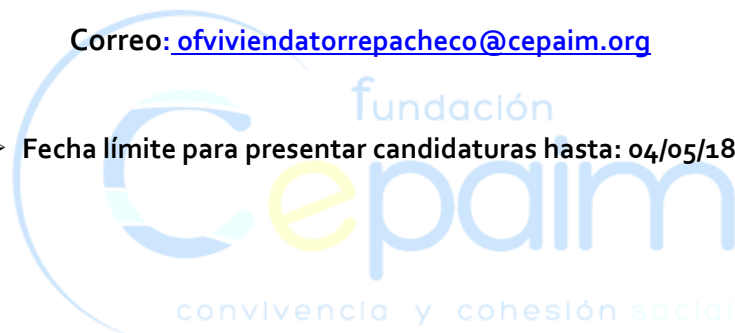 Correo: ofviviendatorrepacheco@cepaim.org
fundación
Fecha límite para presentar candidaturas hasta: 04/05/18
Cepaim
convivencia y cohesión social